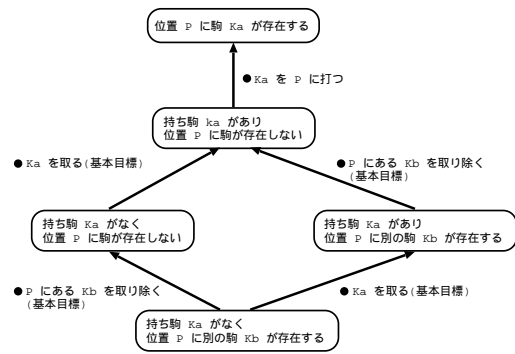 位置 P に駒 Ka が存在する
●Ka を P に打つ
持ち駒 ka があり
位置 P に駒が存在しない
●Ka を取る(基本目標)
●P にある Kb を取り除く
(基本目標)
持ち駒 Ka がなく
位置 P に駒が存在しない
持ち駒 Ka があり
位置 P に別の駒 Kb が存在する
●P にある Kb を取り除く
(基本目標)
●Ka を取る(基本目標)
持ち駒 Ka がなく
位置 P に別の駒 Kb が存在する